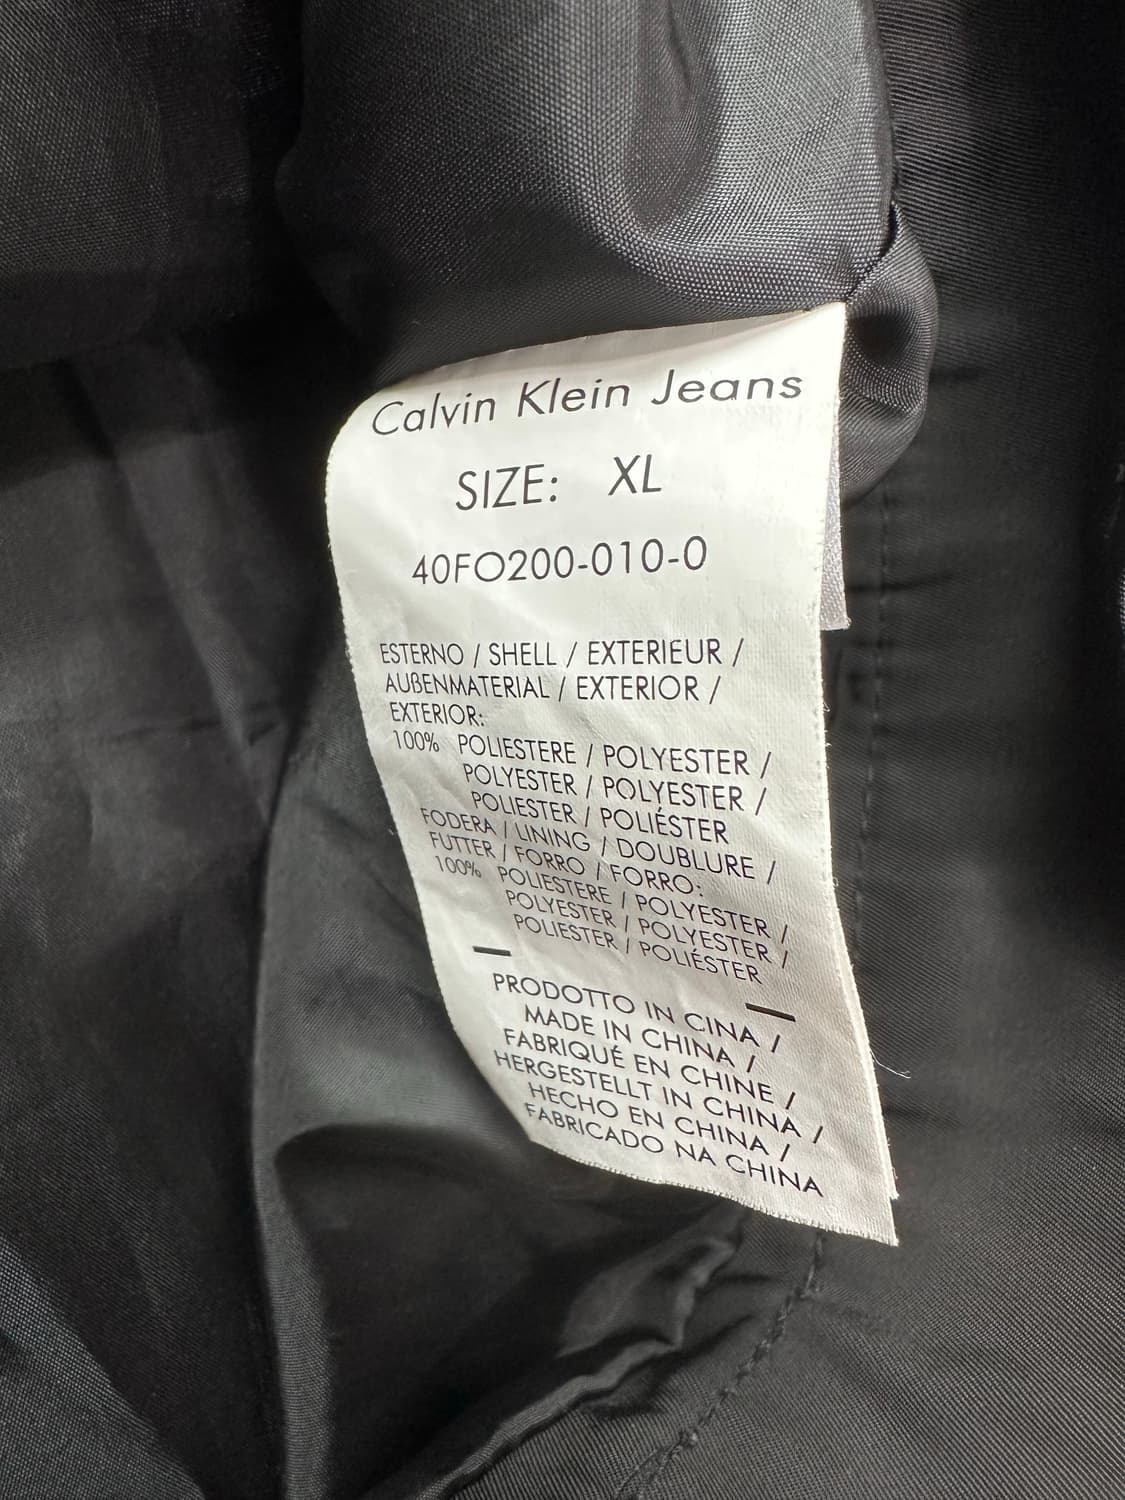 Calvin Klein Jeans
SIZE: XL
40FO200-010-0
ESTERNO / SHELL / EXTERIEUR /
AUßENMATERIAL / EXTERIOR /
EXTERIOR:
100% POLIESTERE / POLYESTER /
POLYESTER / POLYESTER /
POLIESTER / POLIÉSTER
FODERA / LINING / DOUBLURE /
FUTTER / FORRO / FORRO:
100% POLIESTERE / POLYESTER /
POLYESTER / POLYESTER /
POLIESTER / POLIÉSTER
PRODOTTO IN CINA /
MADE IN CHINA /
FABRIQUÉ EN CHINE /
HERGESTELLT IN CHINA /
HECHO EN CHINA /
FABRICADO NA CHINA